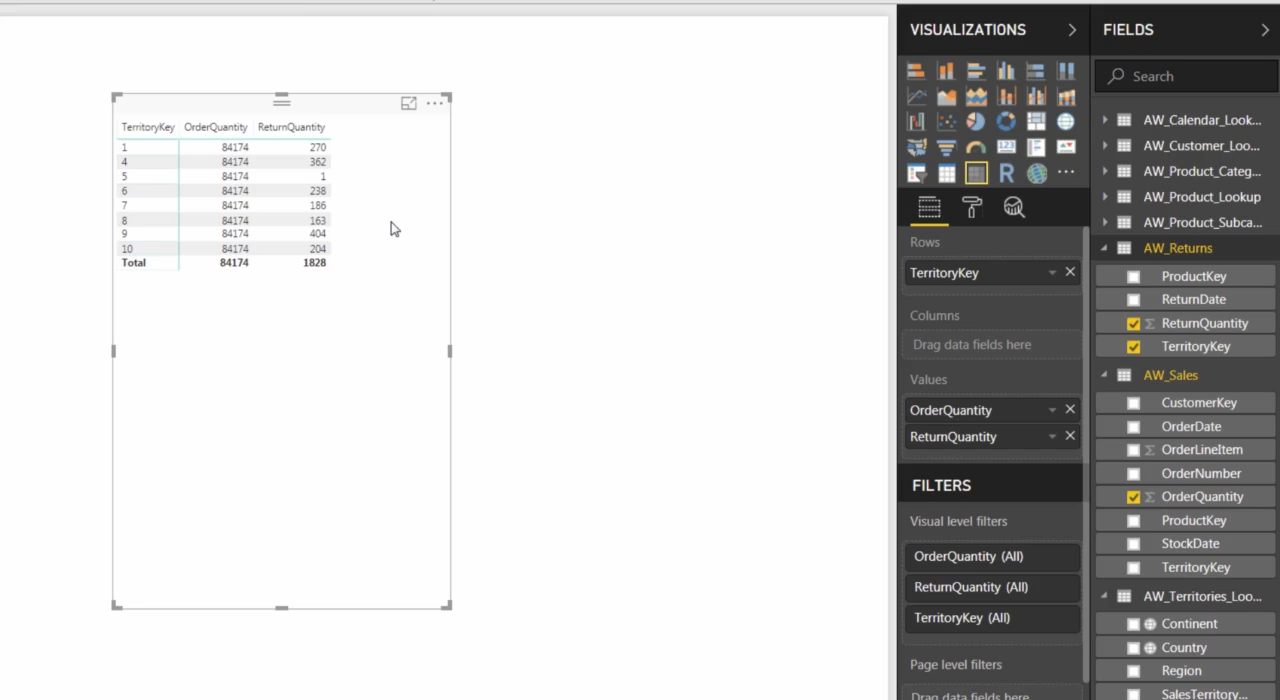 VISUALIZATIONS
FIELDS
Search
TerritoryKey OrderQuantity ReturnQuantity
1 84174 270
4 84174 362
5 84174 1
6 84174 238
7 84174 186
8 84174 163
9 84174 404
10 84174 204
Total 84174 1828
R
123
Rows
TerritoryKey
Columns
Drag data fields here
Values
OrderQuantity
ReturnQuantity
FILTERS
Visual level filters
OrderQuantity (All)
ReturnQuantity (All)
TerritoryKey (All)
Page level filters
Drag data fields here
AW_Calendar_Look...
AW_Customer_Loo...
AW_Product_Categ...
AW_Product_Lookup
AW_Product_Subca...
AW_Returns
ProductKey
ReturnDate
Σ ReturnQuantity
TerritoryKey
AW_Sales
CustomerKey
OrderDate
Σ OrderLineItem
OrderNumber
Σ OrderQuantity
ProductKey
StockDate
TerritoryKey
AW_Territories_Loo...
Continent
Country
Region
SalesTerritory...